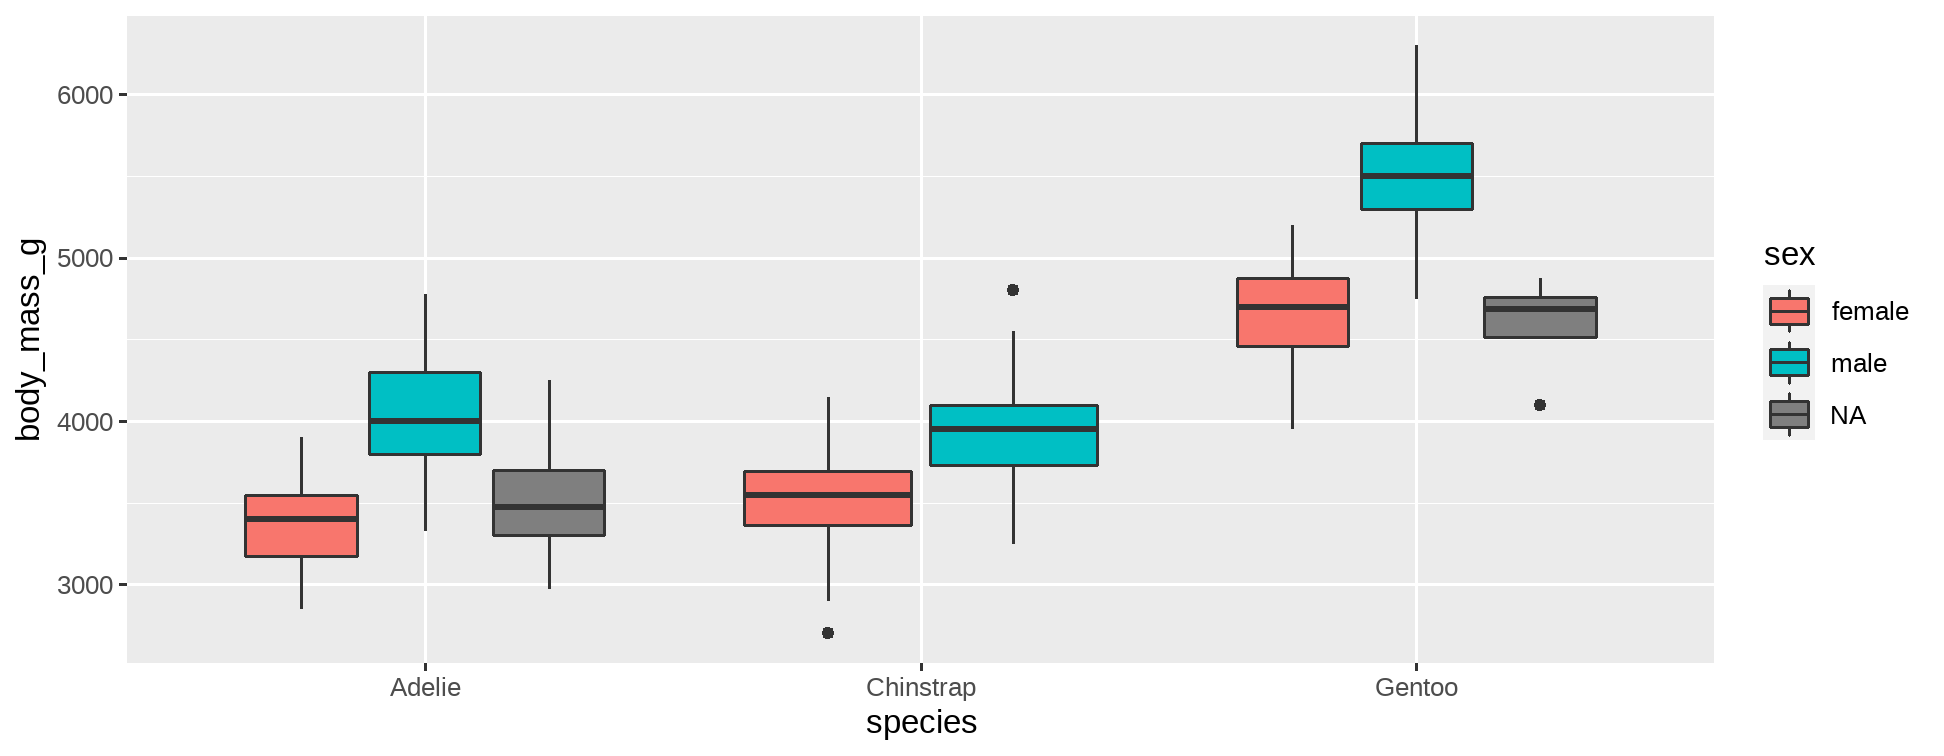 body_mass_g
6000
5000
4000
3000
Adelie
Chinstrap
Gentoo
species
sex
female
male
NA